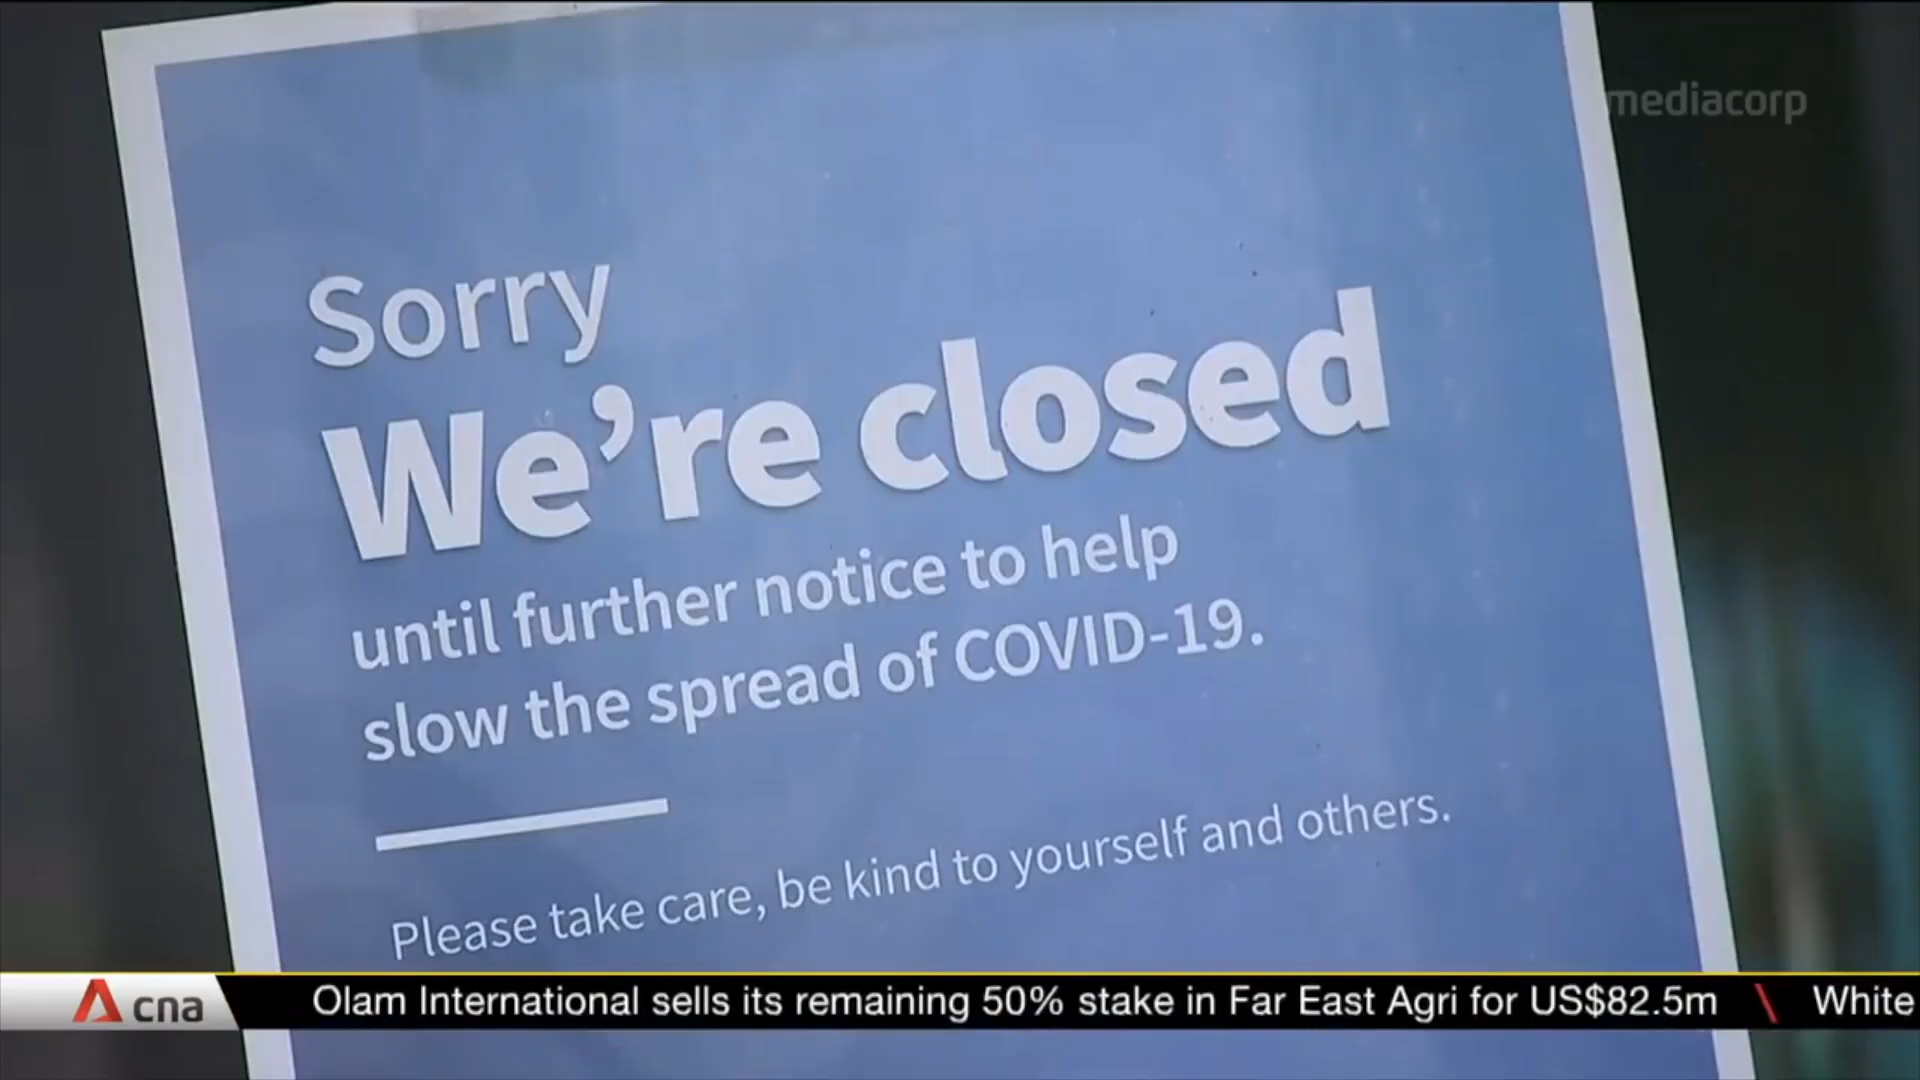 mediacorp
Sorry
We're closed
until further notice to help
slow the spread of COVID-19.
Please take care, be kind to yourself and others.
cna
Olam International sells its remaining 50% stake in Far East Agri for US$82.5m \ White